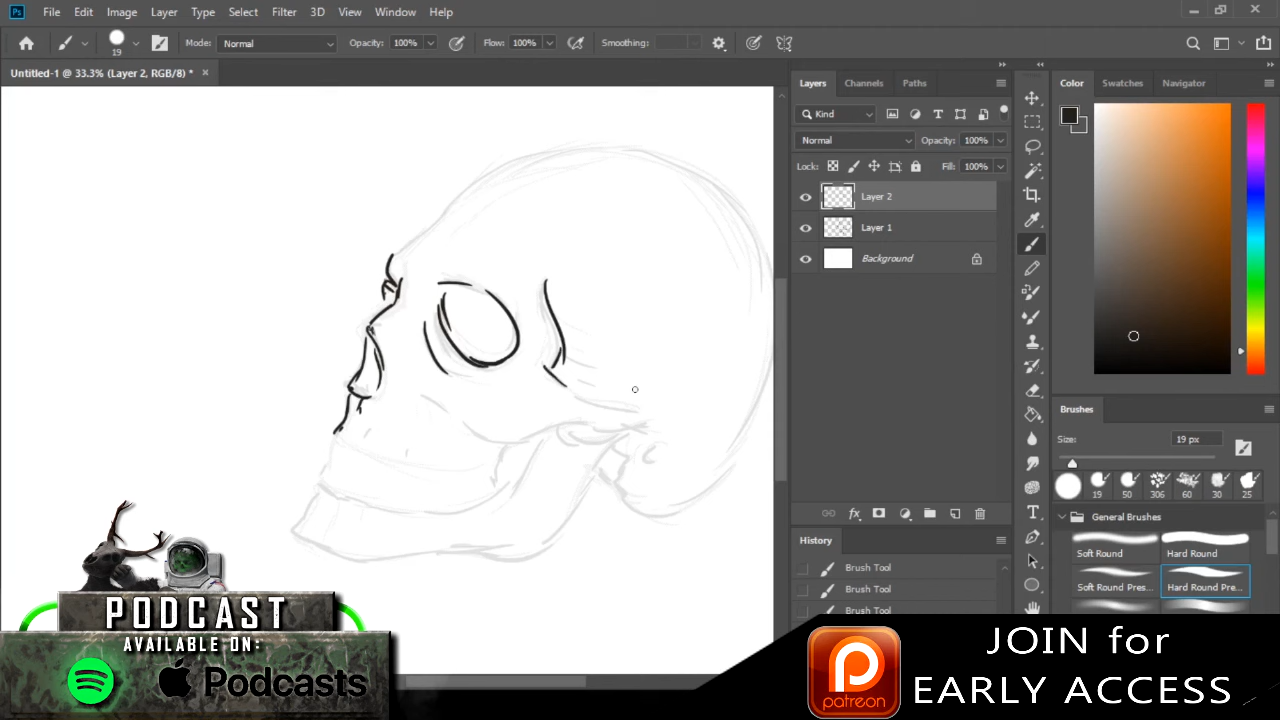 Ps File Edit Image Layer Type Select Filter 3D View Window Help
19 Mode: Normal Opacity: 100% Flow: 100% Smoothing:
Untitled-1 @ 33.3% (Layer 2, RGB/8) *
Layers Channels Paths
Kind
Normal Opacity: 100%
Lock: Fill: 100%
Layer 2
Layer 1
Background
History
Brush Tool
Brush Tool
Brush Tool
Color Swatches Navigator
Brushes
Size: 19 px
19 50 306 60 30 25
General Brushes
Soft Round Hard Round
Soft Round Pres... Hard Round Pre...
PODCAST
AVAILABLE ON:
Podcasts
patreon
JOIN for
EARLY ACCESS